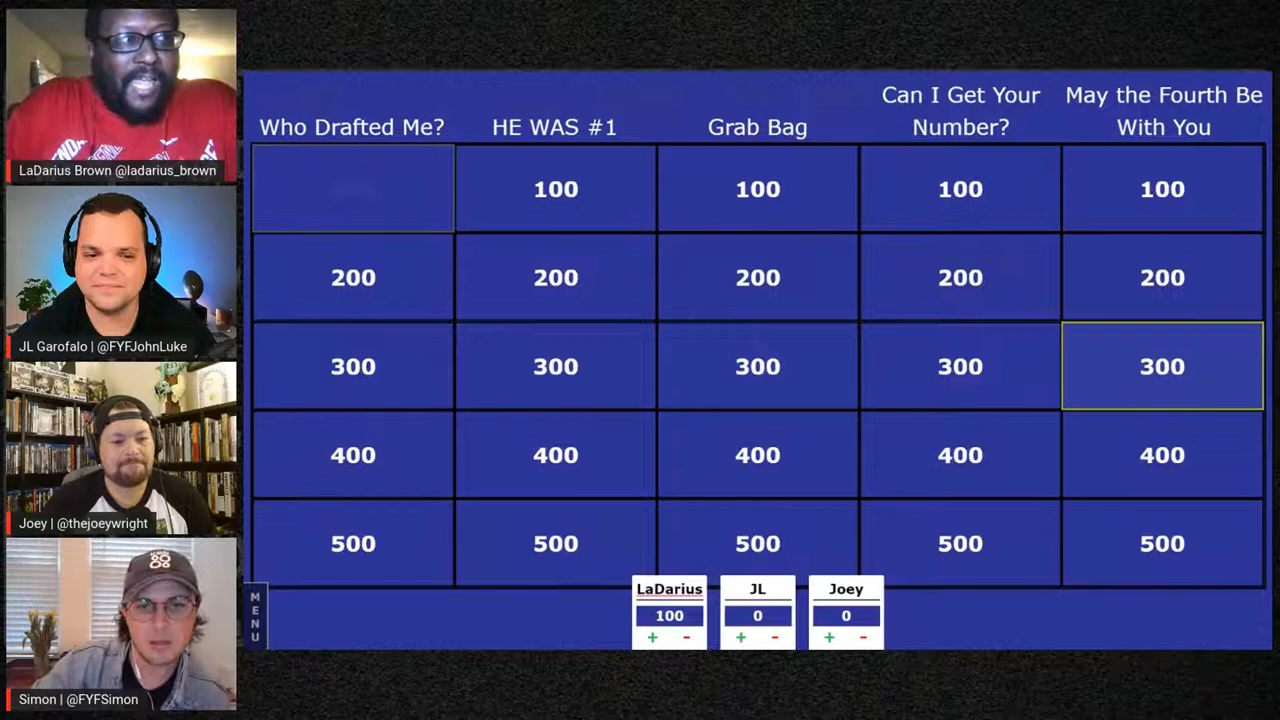 LaDarius Brown @ladarius_brown
JL Garofalo | @FYFJohnLuke
Joey | @thejoeywright
Simon | @FYFSimon
Who Drafted Me?
HE WAS #1
Grab Bag
Can I Get Your
Number?
May the Fourth Be
With You
100
100
100
100
200
200
200
200
200
300
300
300
300
300
400
400
400
400
400
500
500
500
500
500
MENU
LaDarius
100
+ -
JL
0
+ -
Joey
0
+ -